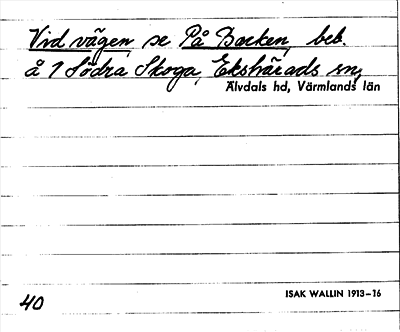 Vid vägen se På Backen, beb.
å 1 Södra Skoga, Ekshärads sn,
Älvdals hd, Värmlands län
ISAK WALLIN 1913–16
40